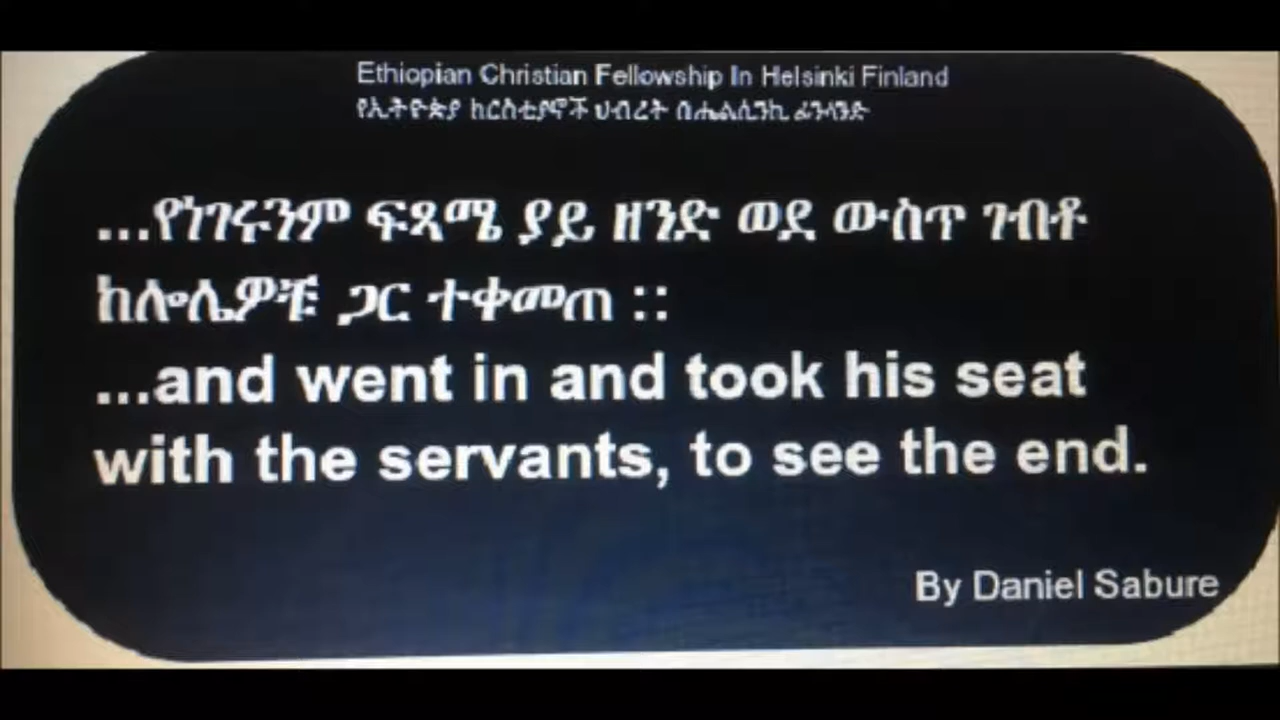 Ethiopian Christian Fellowship In Helsinki Finland
የኢትዮጵያ ክርስቲያኖች ህብረት በሔልሲንኪ ፊንላንድ
...የነገሩንም ፍጻሜ ያይ ዘንድ ወደ ውስጥ ገብቶ
ከሎሌዎቹ ጋር ተቀመጠ ፡፡
...and went in and took his seat
with the servants, to see the end.
By Daniel Sabure